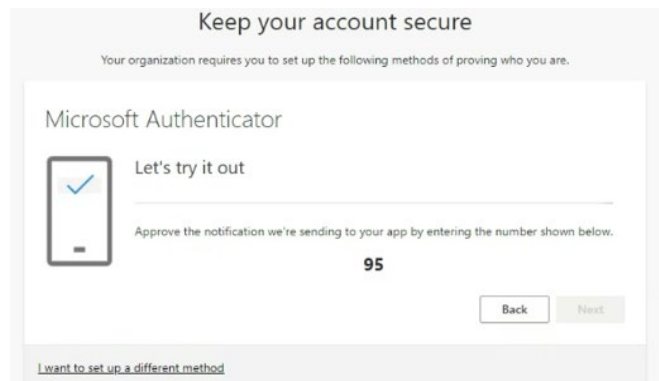 Keep your account secure
Your organization requires you to set up the following methods of proving who you are.
Microsoft Authenticator
Let's try it out
Approve the notification we're sending to your app by entering the number shown below.
95
Back Next
I want to set up a different method